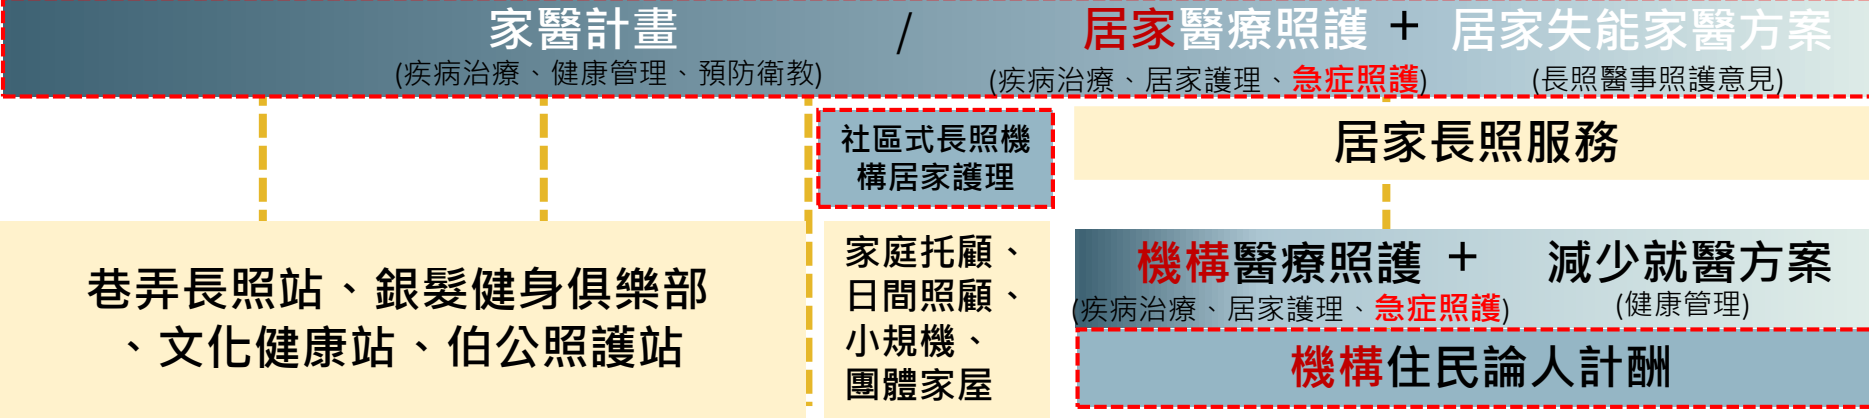 家醫計畫 / 居家醫療照護 + 居家失能家醫方案
(疾病治療、健康管理、預防衛教) (疾病治療、居家護理、急症照護) (長照醫事照護意見)
社區式長照機
構居家護理
居家長照服務
巷弄長照站、銀髮健身俱樂部
、文化健康站、伯公照護站
家庭托顧、
日間照顧、
小規機、
團體家屋
機構醫療照護 + 減少就醫方案
(疾病治療、居家護理、急症照護) (健康管理)
機構住民論人計酬